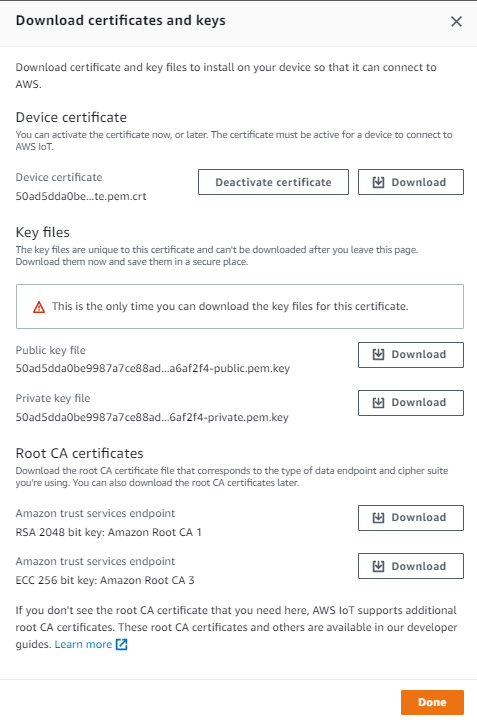 Download certificates and keys
Download certificate and key files to install on your device so that it can connect to
AWS.
Device certificate
You can activate the certificate now, or later. The certificate must be active for a device to connect to
AWS IoT.
Device certificate
50ad5dda0be...te.pem.crt
Deactivate certificate
Download
Key files
The key files are unique to this certificate and can't be downloaded after you leave this page.
Download them now and save them in a secure place.
This is the only time you can download the key files for this certificate.
Public key file
50ad5dda0be9987a7ce88ad...a6af2f4-public.pem.key
Download
Private key file
50ad5dda0be9987a7ce88ad...6af2f4-private.pem.key
Download
Root CA certificates
Download the root CA certificate file that corresponds to the type of data endpoint and cipher suite
you're using. You can also download the root CA certificates later.
Amazon trust services endpoint
RSA 2048 bit key: Amazon Root CA 1
Download
Amazon trust services endpoint
ECC 256 bit key: Amazon Root CA 3
Download
If you don't see the root CA certificate that you need here, AWS IoT supports additional
root CA certificates. These root CA certificates and others are available in our developer
guides. Learn more
Done